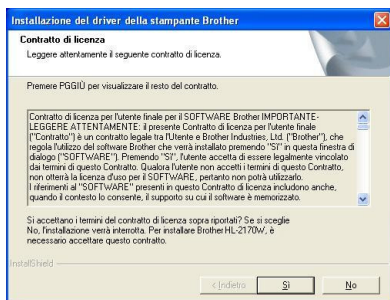 Installazione del driver della stampante Brother
Contratto di licenza
Leggere attentamente il seguente contratto di licenza.
Premere PGGIÙ per visualizzare il resto del contratto.
Contratto di licenza per l'utente finale per il SOFTWARE Brother IMPORTANTE-
LEGGERE ATTENTAMENTE: il presente Contratto di licenza per l'utente finale
("Contratto") è un contratto legale tra l'Utente e Brother Industries, Ltd. ("Brother"), che
regola l'utilizzo del software Brother che verrà installato premendo "Sì" in questa finestra di
dialogo ("SOFTWARE"). Premendo "Sì", l'utente accetta di essere legalmente vincolato
dai termini di questo Contratto. Qualora l'utente non accetti i termini di questo Contratto,
non otterrà la licenza d'uso per il SOFTWARE, pertanto non potrà utilizzarlo.
I riferimenti al "SOFTWARE" presenti in questo Contratto di licenza includono anche,
quando il contesto lo consente, il supporto su cui il software è memorizzato.
Si accettano i termini del contratto di licenza sopra riportati? Se si sceglie
No, l'installazione verrà interrotta. Per installare Brother HL-2170W, è
necessario accettare questo contratto.
InstallShield
< Indietro Sì No